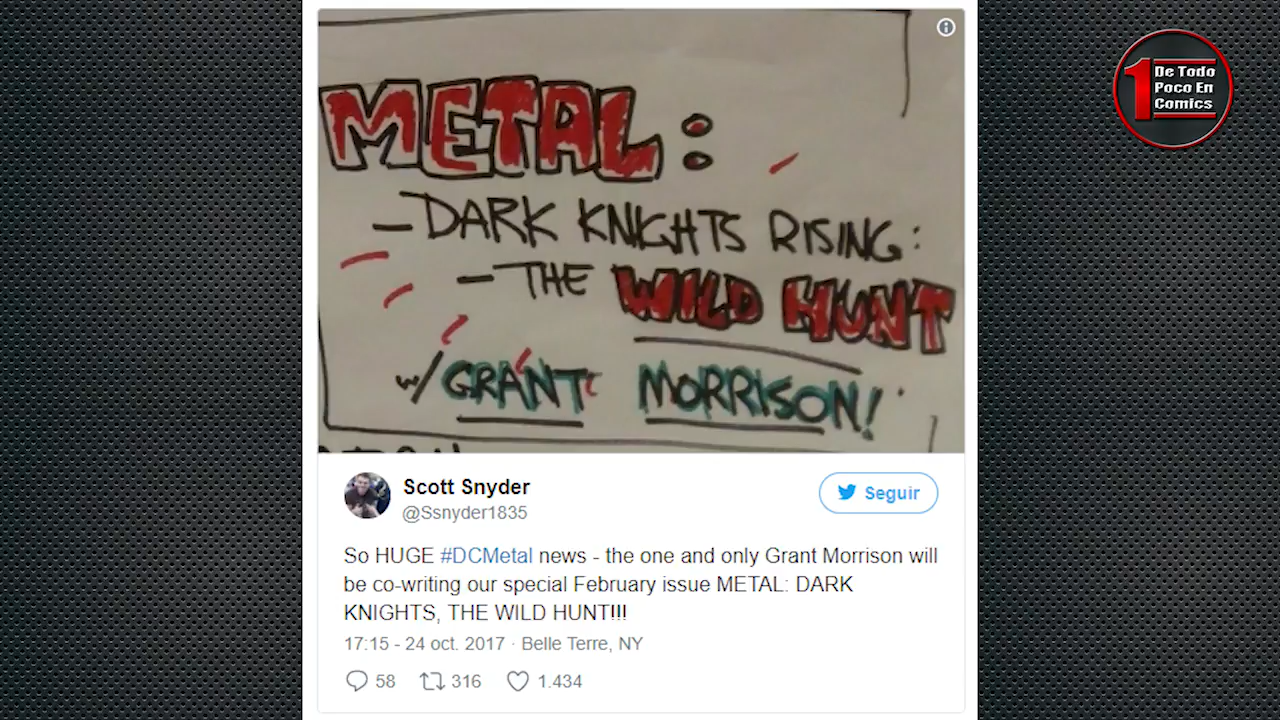 METAL:
- DARK KNIGHTS RISING:
- THE WILD HUNT
w/ GRANT MORRISON!
De Todo
1 Poco En
Comics
Scott Snyder
@Ssnyder1835
Seguir
So HUGE #DCMetal news - the one and only Grant Morrison will
be co-writing our special February issue METAL: DARK
KNIGHTS, THE WILD HUNT!!!
17:15 - 24 oct. 2017 · Belle Terre, NY
58 316 1.434